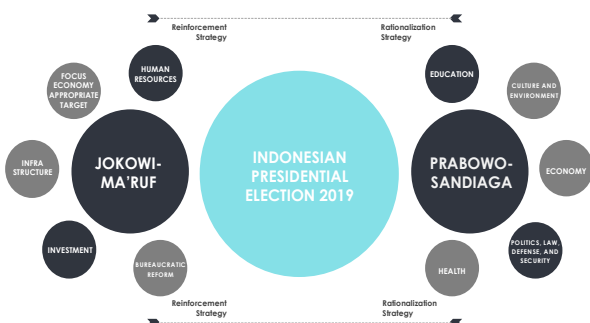 Reinforcement
Strategy
Rationalization
Strategy
HUMAN
RESOURCES
EDUCATION
FOCUS
ECONOMY
APPROPRIATE
TARGET
CULTURE AND
ENVIRONMENT
JOKOWI-
MA'RUF
INDONESIAN
PRESIDENTIAL
ELECTION 2019
PRABOWO-
SANDIAGA
INFRA
STRUCTURE
ECONOMY
INVESTMENT
POLITICS, LAW,
DEFENSE, AND
SECURITY
BUREAUCRATIC
REFORM
HEALTH
Reinforcement
Strategy
Rationalization
Strategy